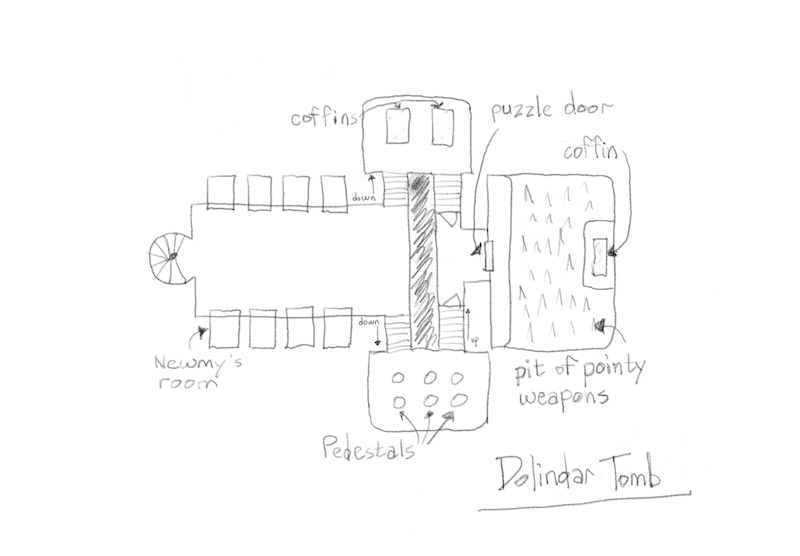 puzzle door
coffins
coffin
down
down
up
Newmy's
room
pit of pointy
weapons
Pedestals
Dolindar Tomb